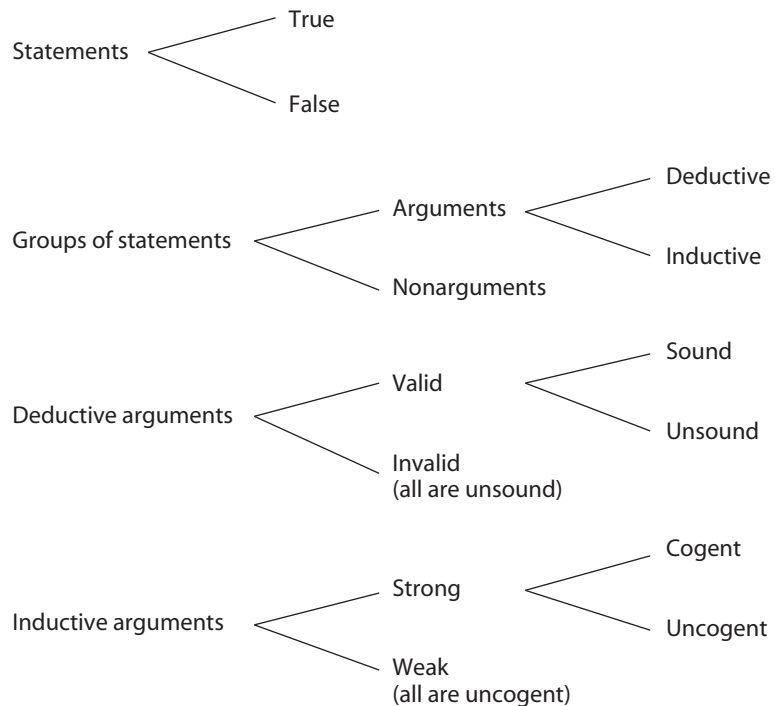 True
Statements
False
Deductive
Arguments
Groups of statements
Inductive
Nonarguments
Sound
Valid
Deductive arguments
Unsound
Invalid
(all are unsound)
Cogent
Strong
Inductive arguments
Uncogent
Weak
(all are uncogent)